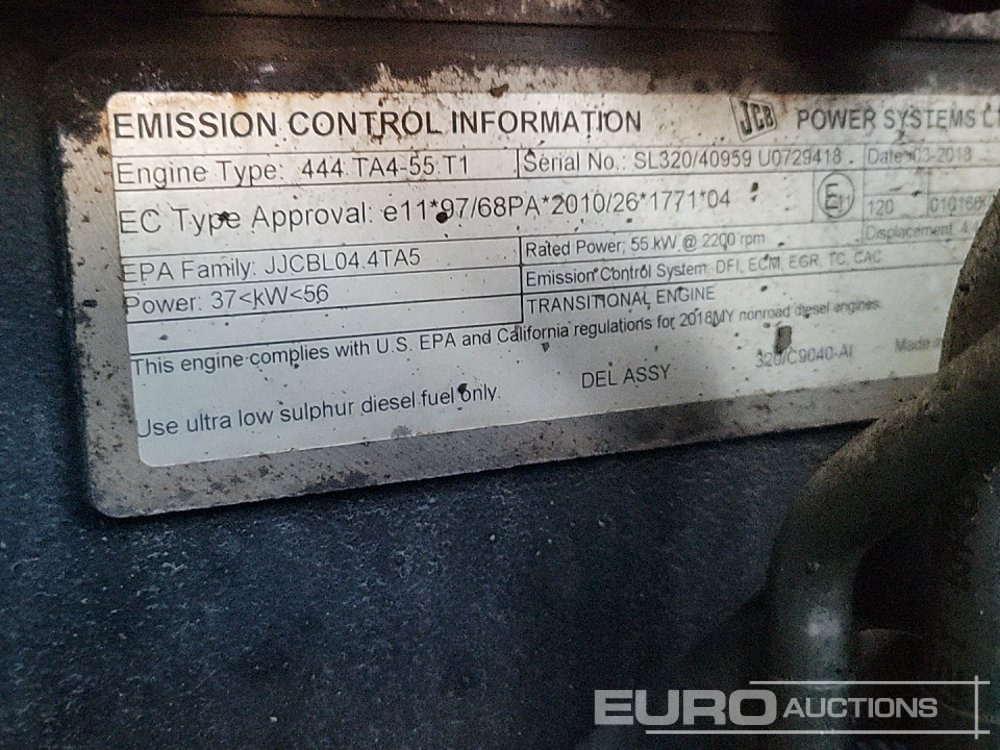 EMISSION CONTROL INFORMATION JCB POWER SYSTEMS
Engine Type: 444 TA4-55.T1 Serial No.: SL320/40959 U0729418 Date 03-2018
EC Type Approval: e11*97/68PA*2010/26*1771*04 E11 120
EPA Family: JJCBL04.4TA5 Rated Power; 55 kW @ 2200 rpm Displacement
Power: 37<kW<56 Emission Control System: DFI, ECM, EGR, TC, CAC
TRANSITIONAL ENGINE
This engine complies with U.S. EPA and California regulations for 2018MY nonroad diesel engines.
Use ultra low sulphur diesel fuel only. DEL ASSY 320/C9040-AI Made
EURO AUCTIONS